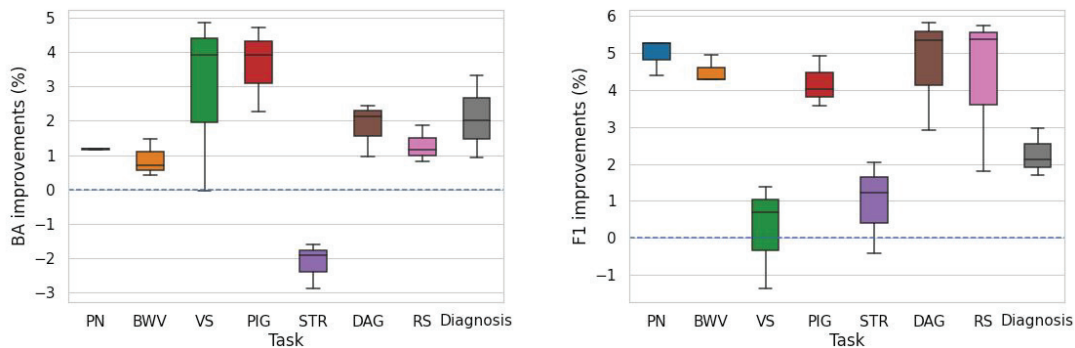 BA improvements (%)
5
4
3
2
1
0
−1
−2
−3
PN BWV VS PIG STR DAG RS Diagnosis
Task
F1 improvements (%)
6
5
4
3
2
1
0
−1
PN BWV VS PIG STR DAG RS Diagnosis
Task